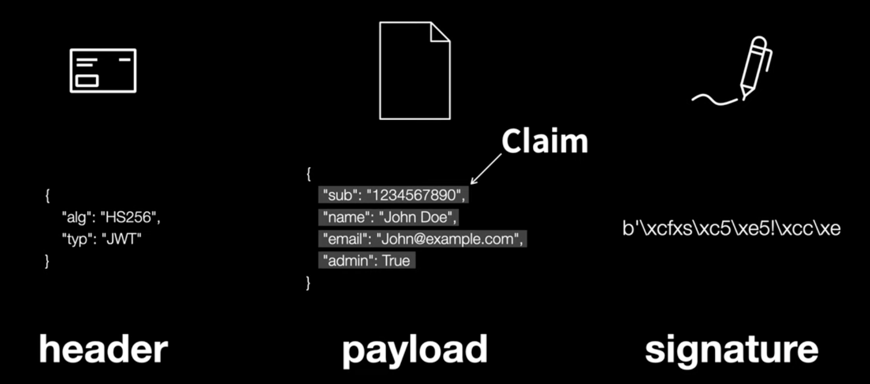 Claim
{
"alg": "HS256",
"typ": "JWT"
}
{
"sub": "1234567890",
"name": "John Doe",
"email": "John@example.com",
"admin": True
}
b'\xcfxs\xc5\xe5!\xcc\xe
header
payload
signature